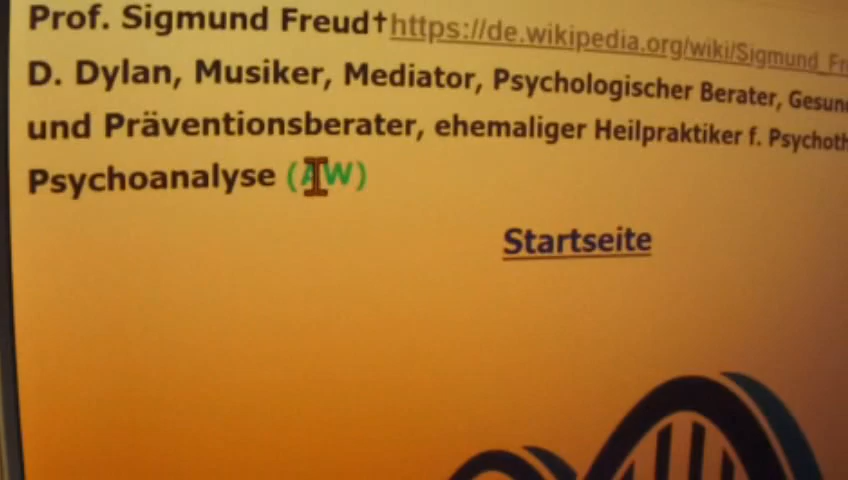 Prof. Sigmund Freud†https://de.wikipedia.org/wiki/Sigmund_Fr
D. Dylan, Musiker, Mediator, Psychologischer Berater, Gesun
und Präventionsberater, ehemaliger Heilpraktiker f. Psychoth
Psychoanalyse (AW)
Startseite